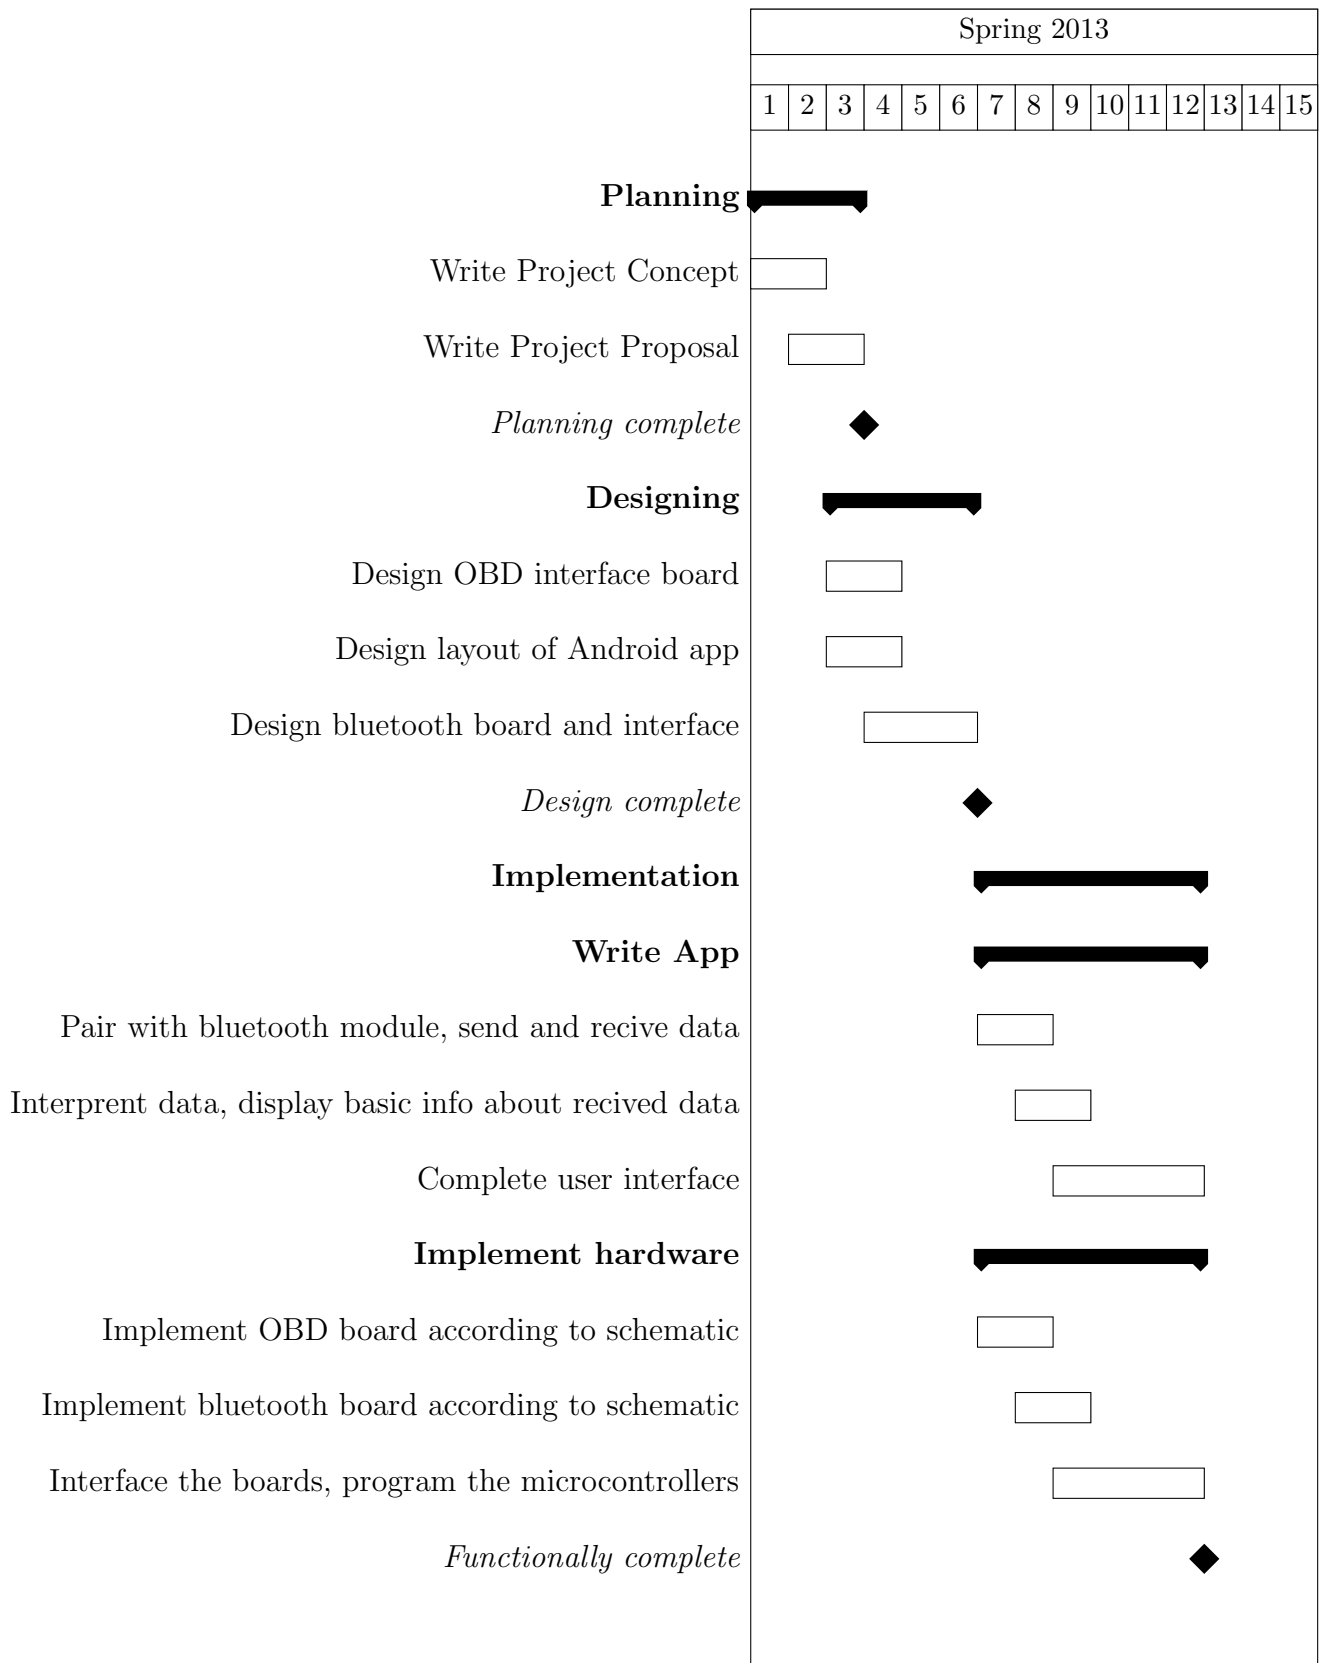 Spring 2013
1 2 3 4 5 6 7 8 9 10 11 12 13 14 15
Planning
Write Project Concept
Write Project Proposal
Planning complete
Designing
Design OBD interface board
Design layout of Android app
Design bluetooth board and interface
Design complete
Implementation
Write App
Pair with bluetooth module, send and recive data
Interprent data, display basic info about recived data
Complete user interface
Implement hardware
Implement OBD board according to schematic
Implement bluetooth board according to schematic
Interface the boards, program the microcontrollers
Functionally complete